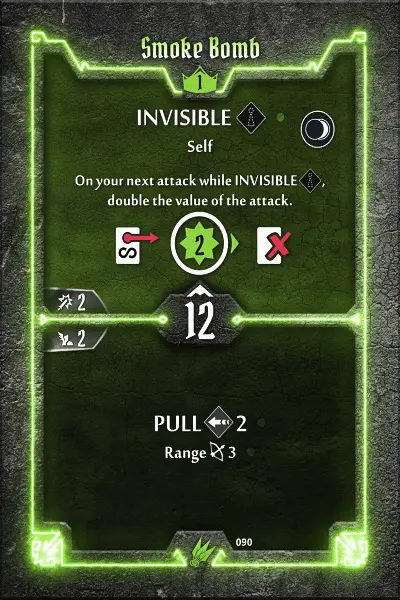 Smoke Bomb
1
INVISIBLE
Self
On your next attack while INVISIBLE ,
double the value of the attack.
S 2
2
12
2
PULL 2
Range 3
090